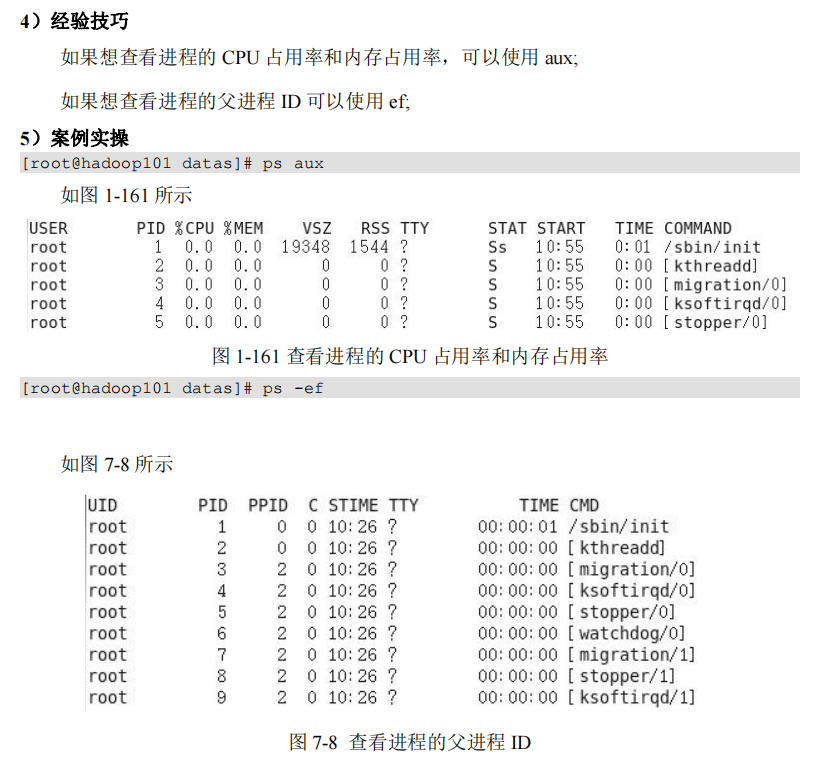 4）经验技巧
如果想查看进程的 CPU 占用率和内存占用率，可以使用 aux;
如果想查看进程的父进程 ID 可以使用 ef;
5）案例实操
[root@hadoop101 datas]# ps aux
如图 1-161 所示
USER PID %CPU %MEM VSZ RSS TTY STAT START TIME COMMAND
root 1 0.0 0.0 19348 1544 ? Ss 10:55 0:01 /sbin/init
root 2 0.0 0.0 0 0 ? S 10:55 0:00 [kthreadd]
root 3 0.0 0.0 0 0 ? S 10:55 0:00 [migration/0]
root 4 0.0 0.0 0 0 ? S 10:55 0:00 [ksoftirqd/0]
root 5 0.0 0.0 0 0 ? S 10:55 0:00 [stopper/0]
图 1-161 查看进程的 CPU 占用率和内存占用率
[root@hadoop101 datas]# ps -ef
如图 7-8 所示
UID PID PPID C STIME TTY TIME CMD
root 1 0 0 10:26 ? 00:00:01 /sbin/init
root 2 0 0 10:26 ? 00:00:00 [kthreadd]
root 3 2 0 10:26 ? 00:00:00 [migration/0]
root 4 2 0 10:26 ? 00:00:00 [ksoftirqd/0]
root 5 2 0 10:26 ? 00:00:00 [stopper/0]
root 6 2 0 10:26 ? 00:00:00 [watchdog/0]
root 7 2 0 10:26 ? 00:00:00 [migration/1]
root 8 2 0 10:26 ? 00:00:00 [stopper/1]
root 9 2 0 10:26 ? 00:00:00 [ksoftirqd/1]
图 7-8 查看进程的父进程 ID